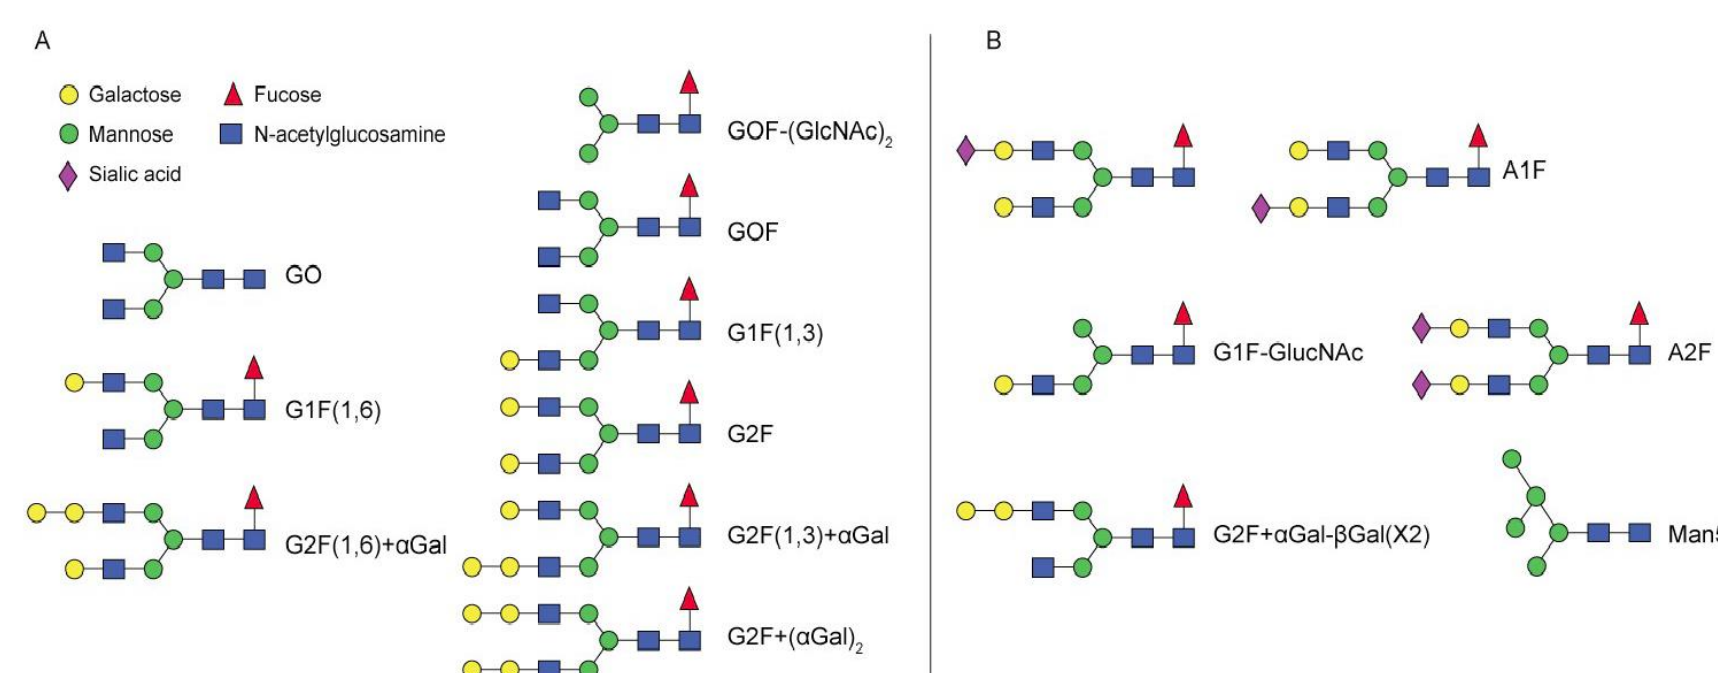 A
Galactose
Fucose
Mannose
N-acetylglucosamine
Sialic acid
GO
G1F(1,6)
G2F(1,6)+αGal
GOF-(GlcNAc)2
GOF
G1F(1,3)
G2F
G2F(1,3)+αGal
G2F+(αGal)2
B
A1F
G1F-GlucNAc
A2F
G2F+αGal-βGal(X2)
Man5